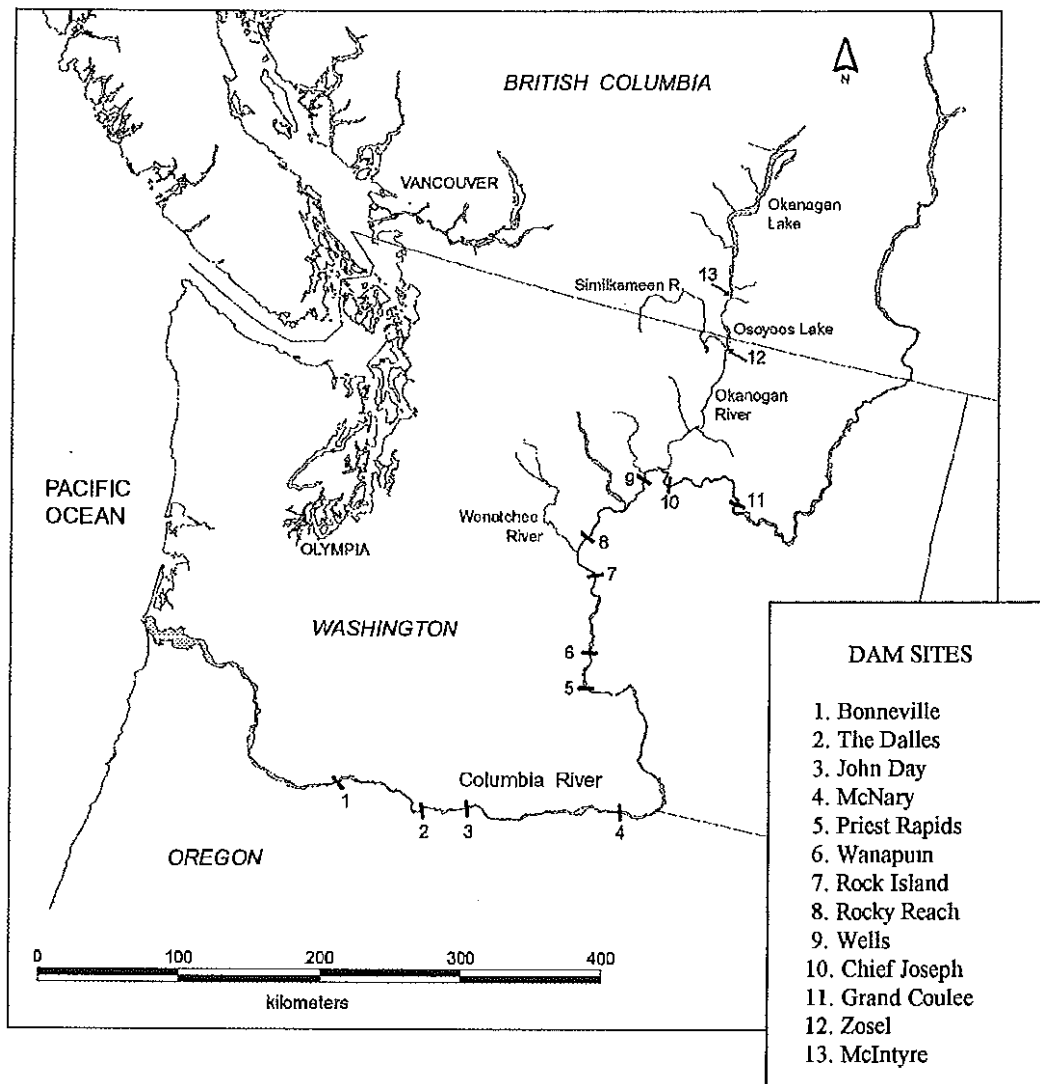 BRITISH COLUMBIA
N
VANCOUVER
Okanagan
Lake
13
Similkameen R.
Osoyoos Lake
12
Okanogan
River
PACIFIC
OCEAN
9
10
11
Wenatchee
River
OLYMPIA
8
7
WASHINGTON
6
5
Columbia River
1
2
3
4
OREGON
0 100 200 300 400
kilometers
DAM SITES
1. Bonneville
2. The Dalles
3. John Day
4. McNary
5. Priest Rapids
6. Wanapum
7. Rock Island
8. Rocky Reach
9. Wells
10. Chief Joseph
11. Grand Coulee
12. Zosel
13. McIntyre